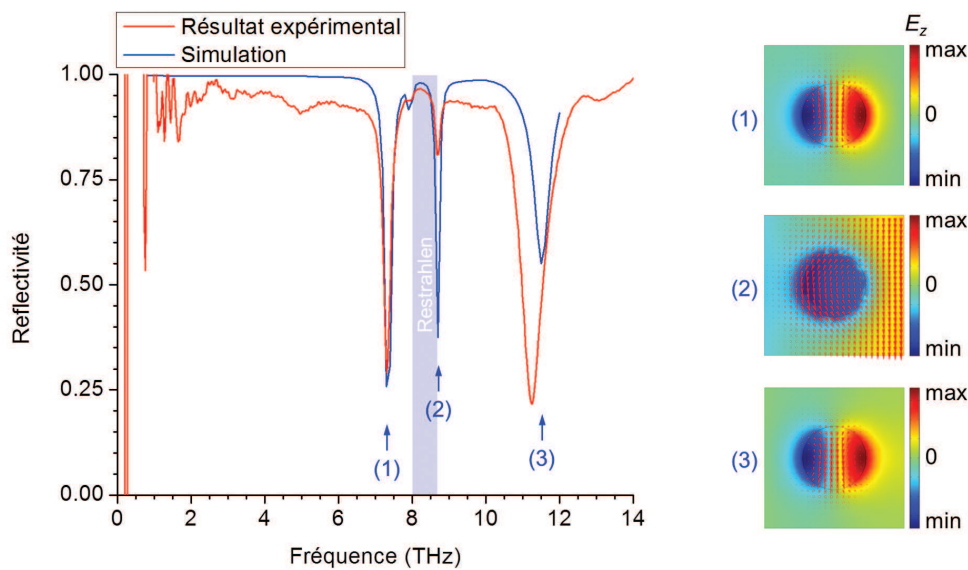 Résultat expérimental
Simulation
1.00
0.75
0.50
0.25
0.00
Reflectivité
Restrahlen
(1)
(2)
(3)
0 2 4 6 8 10 12 14
Fréquence (THz)
E_z
(1)
max
0
min
(2)
max
0
min
(3)
max
0
min